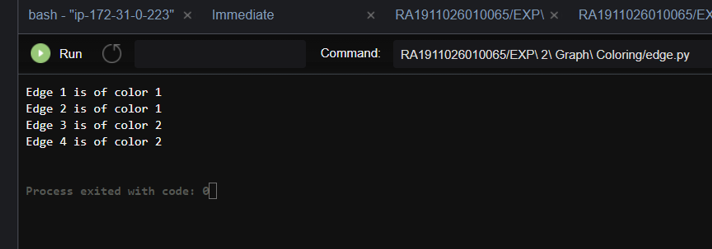 bash - "ip-172-31-0-223" × Immediate × RA1911026010065/EXP\ × RA1911026010065/EX
Run Command: RA1911026010065/EXP\ 2\ Graph\ Coloring/edge.py
Edge 1 is of color 1
Edge 2 is of color 1
Edge 3 is of color 2
Edge 4 is of color 2
Process exited with code: 0